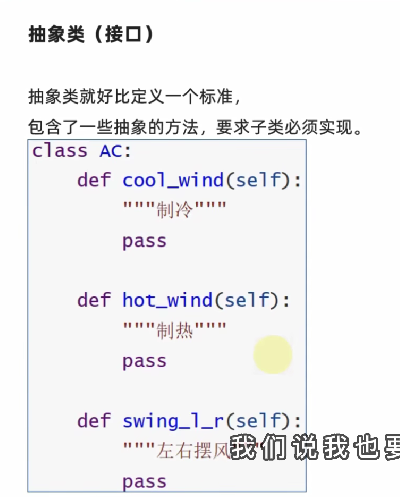 抽象类（接口）
抽象类就好比定义一个标准，
包含了一些抽象的方法，要求子类必须实现。
class AC:
    def cool_wind(self):
        """制冷"""
        pass
    def hot_wind(self):
        """制热"""
        pass
    def swing_l_r(self):
        """左右摆风
        pass
我们说我也要